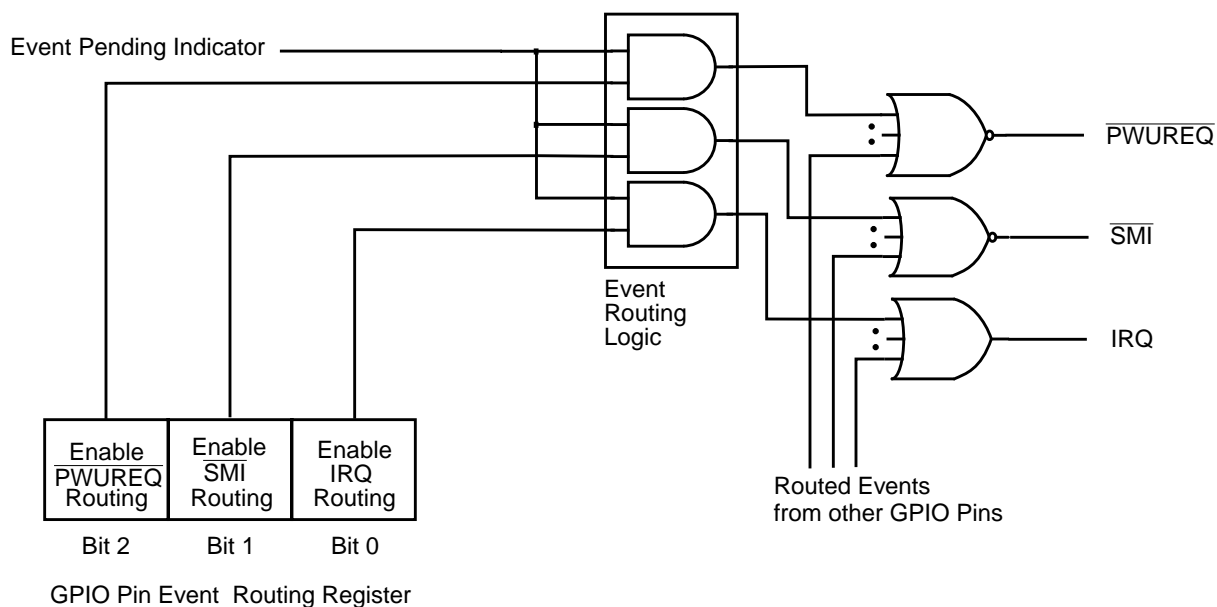 Event Pending Indicator
PWUREQ
SMI
IRQ
Event
Routing
Logic
Enable
PWUREQ
Routing
Enable
SMI
Routing
Enable
IRQ
Routing
Routed Events
from other GPIO Pins
Bit 2
Bit 1
Bit 0
GPIO Pin Event Routing Register